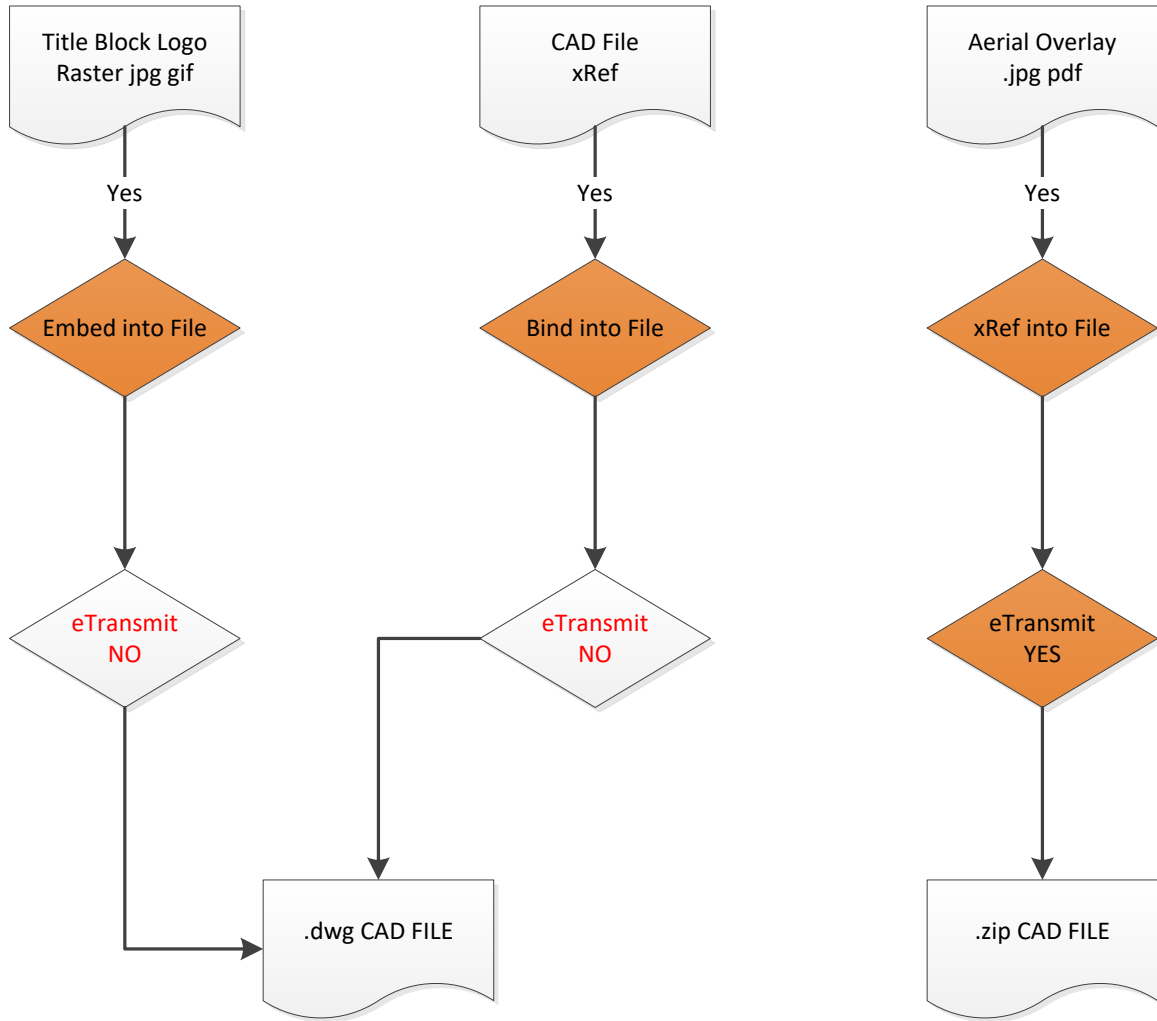 Title Block Logo
Raster jpg gif
CAD File
xRef
Aerial Overlay
.jpg pdf
Yes
Yes
Yes
Embed into File
Bind into File
xRef into File
eTransmit
NO
eTransmit
NO
eTransmit
YES
.dwg CAD FILE
.zip CAD FILE